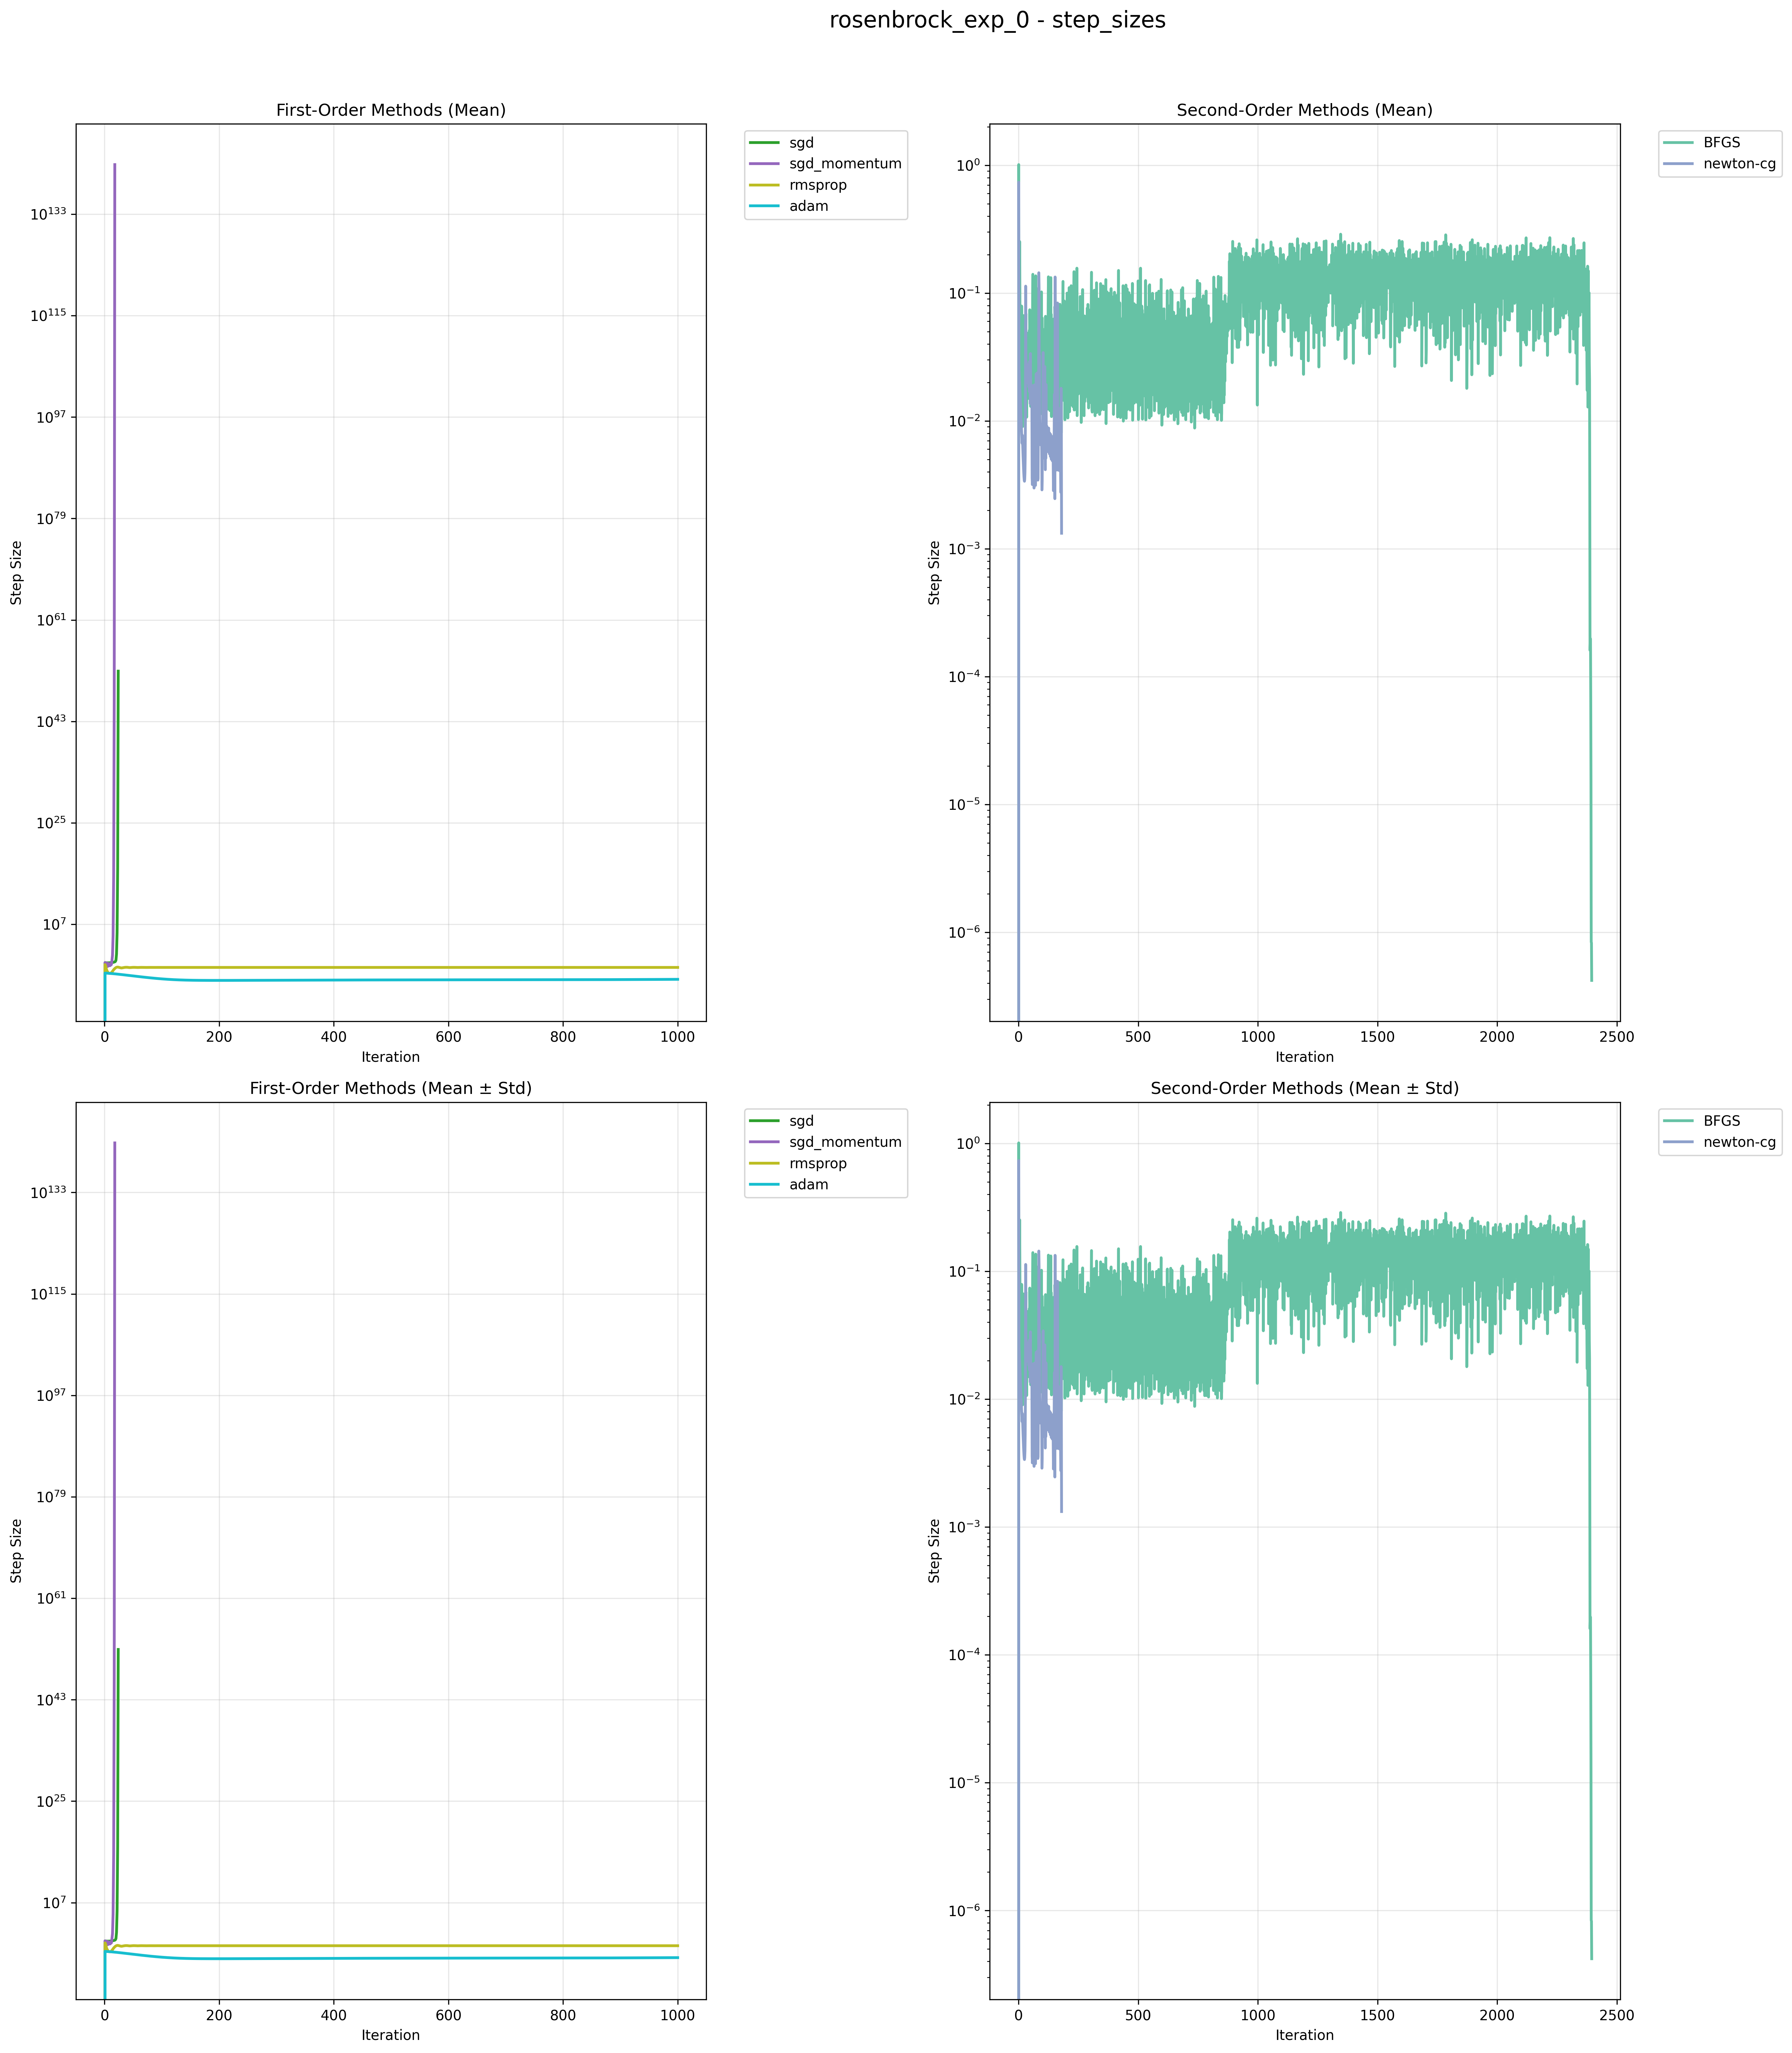 rosenbrock_exp_0 - step_sizes
First-Order Methods (Mean)
Step Size
10^133
10^115
10^97
10^79
10^61
10^43
10^25
10^7
0 200 400 600 800 1000
Iteration
sgd
sgd_momentum
rmsprop
adam
Second-Order Methods (Mean)
Step Size
10^0
10^−1
10^−2
10^−3
10^−4
10^−5
10^−6
0 500 1000 1500 2000 2500
Iteration
BFGS
newton-cg
First-Order Methods (Mean ± Std)
Step Size
10^133
10^115
10^97
10^79
10^61
10^43
10^25
10^7
0 200 400 600 800 1000
Iteration
sgd
sgd_momentum
rmsprop
adam
Second-Order Methods (Mean ± Std)
Step Size
10^0
10^−1
10^−2
10^−3
10^−4
10^−5
10^−6
0 500 1000 1500 2000 2500
Iteration
BFGS
newton-cg